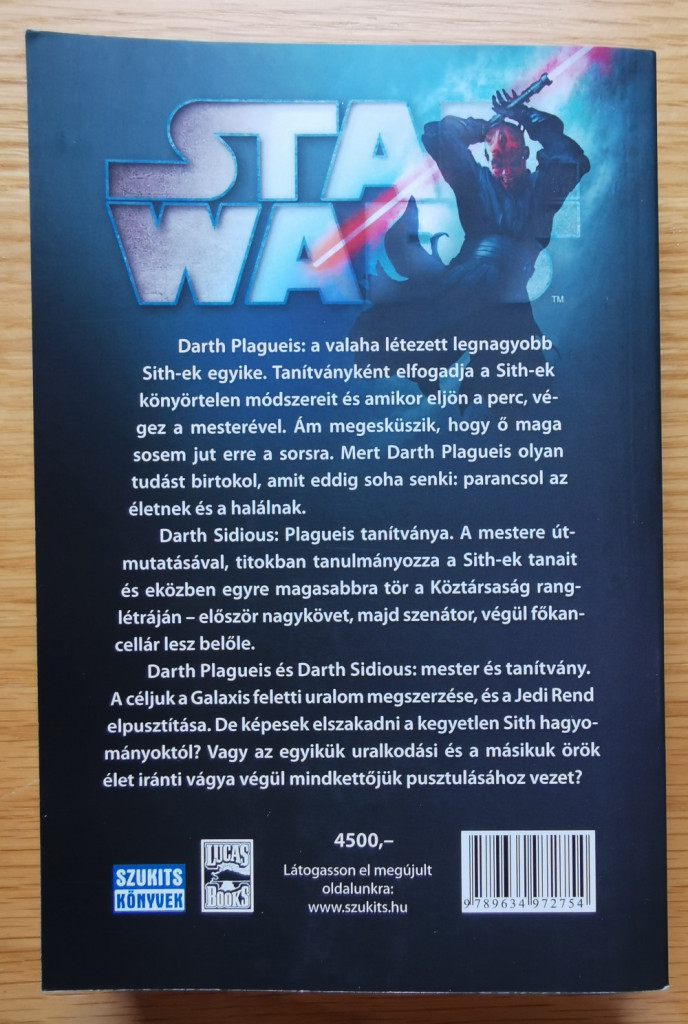 STAR
WARS
TM
Darth Plagueis: a valaha létezett legnagyobb
Sith-ek egyike. Tanítványként elfogadja a Sith-ek
könyörtelen módszereit és amikor eljön a perc, vé-
gez a mesterével. Ám megesküszik, hogy ő maga
sosem jut erre a sorsra. Mert Darth Plagueis olyan
tudást birtokol, amit eddig soha senki: parancsol az
életnek és a halálnak.
Darth Sidious: Plagueis tanítványa. A mestere út-
mutatásával, titokban tanulmányozza a Sith-ek tanait
és eközben egyre magasabbra tör a Köztársaság rang-
létráján – először nagykövet, majd szenátor, végül főkan-
cellár lesz belőle.
Darth Plagueis és Darth Sidious: mester és tanítvány.
A céljuk a Galaxis feletti uralom megszerzése, és a Jedi Rend
elpusztítása. De képesek elszakadni a kegyetlen Sith hagyo-
mányoktól? Vagy az egyikük uralkodási és a másikuk örök
élet iránti vágya végül mindkettőjük pusztulásához vezet?
SZUKITS
KÖNYVEK
LUCAS
BOOKS
4500,–
Látogasson el megújult
oldalunkra:
www.szukits.hu
9789634972754